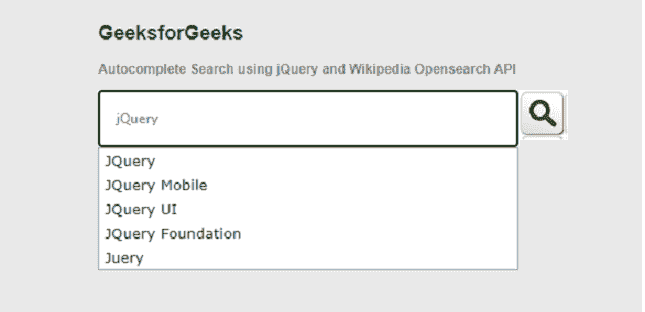 GeeksforGeeks
Autocomplete Search using jQuery and Wikipedia Opensearch API
jQuery
JQuery
JQuery Mobile
JQuery UI
JQuery Foundation
Juery